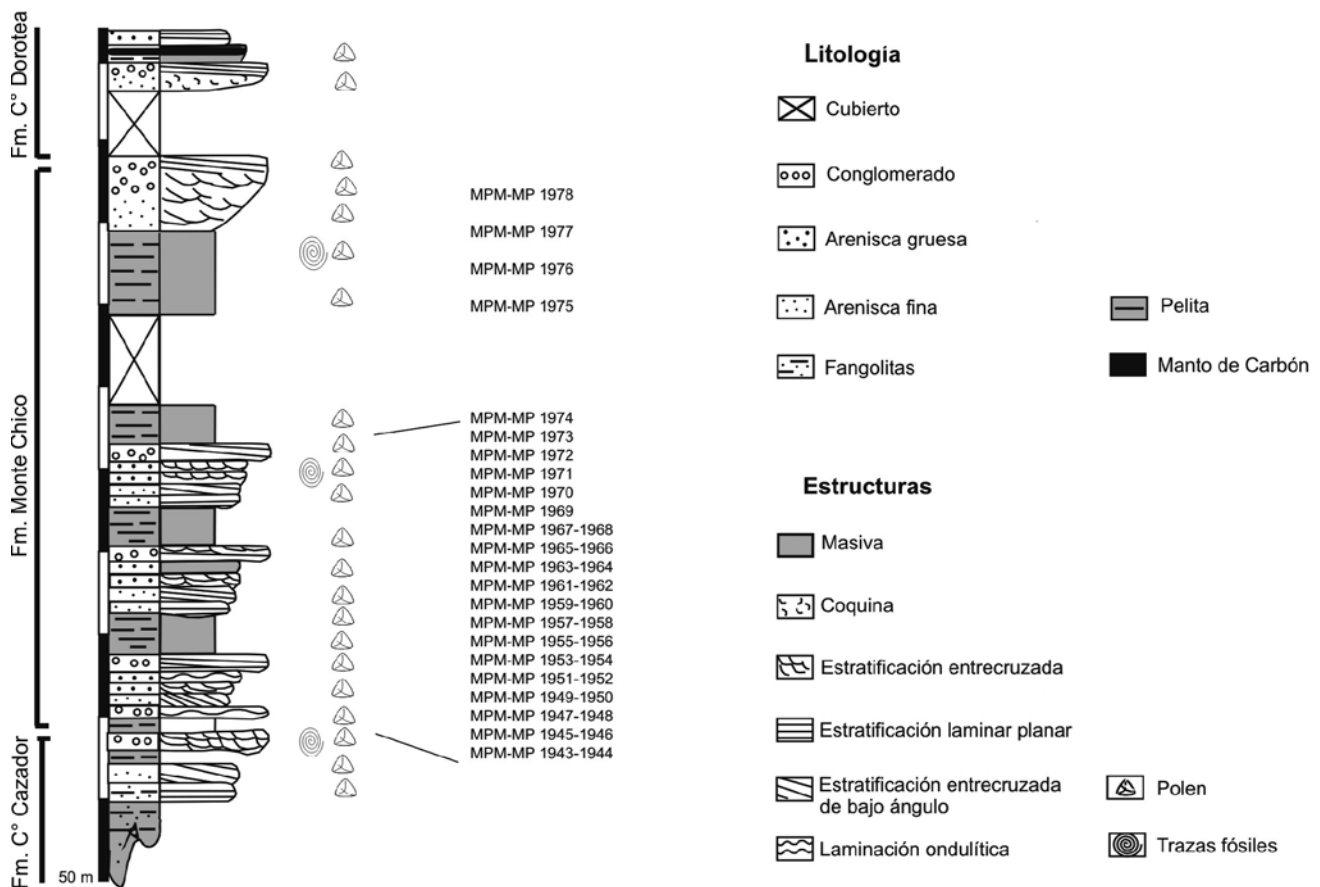 Fm. C° Dorotea
Fm. Monte Chico
Fm. C° Cazador
50 m
MPM-MP 1978
MPM-MP 1977
MPM-MP 1976
MPM-MP 1975
MPM-MP 1974
MPM-MP 1973
MPM-MP 1972
MPM-MP 1971
MPM-MP 1970
MPM-MP 1969
MPM-MP 1967-1968
MPM-MP 1965-1966
MPM-MP 1963-1964
MPM-MP 1961-1962
MPM-MP 1959-1960
MPM-MP 1957-1958
MPM-MP 1955-1956
MPM-MP 1953-1954
MPM-MP 1951-1952
MPM-MP 1949-1950
MPM-MP 1947-1948
MPM-MP 1945-1946
MPM-MP 1943-1944
Litología
Cubierto
Conglomerado
Arenisca gruesa
Arenisca fina
Fangolitas
Pelita
Manto de Carbón
Estructuras
Masiva
Coquina
Estratificación entrecruzada
Estratificación laminar planar
Estratificación entrecruzada
de bajo ángulo
Laminación ondulítica
Polen
Trazas fósiles